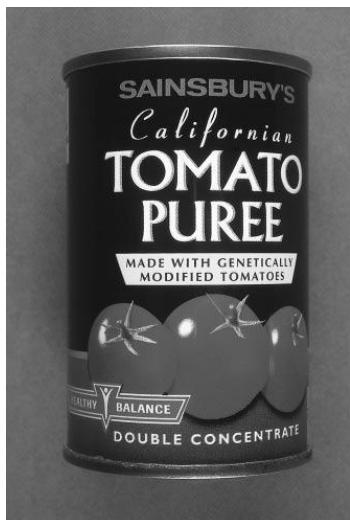 SAINSBURY'S
Californian
TOMATO
PUREE
MADE WITH GENETICALLY
MODIFIED TOMATOES
BALANCE
DOUBLE CONCENTRATE